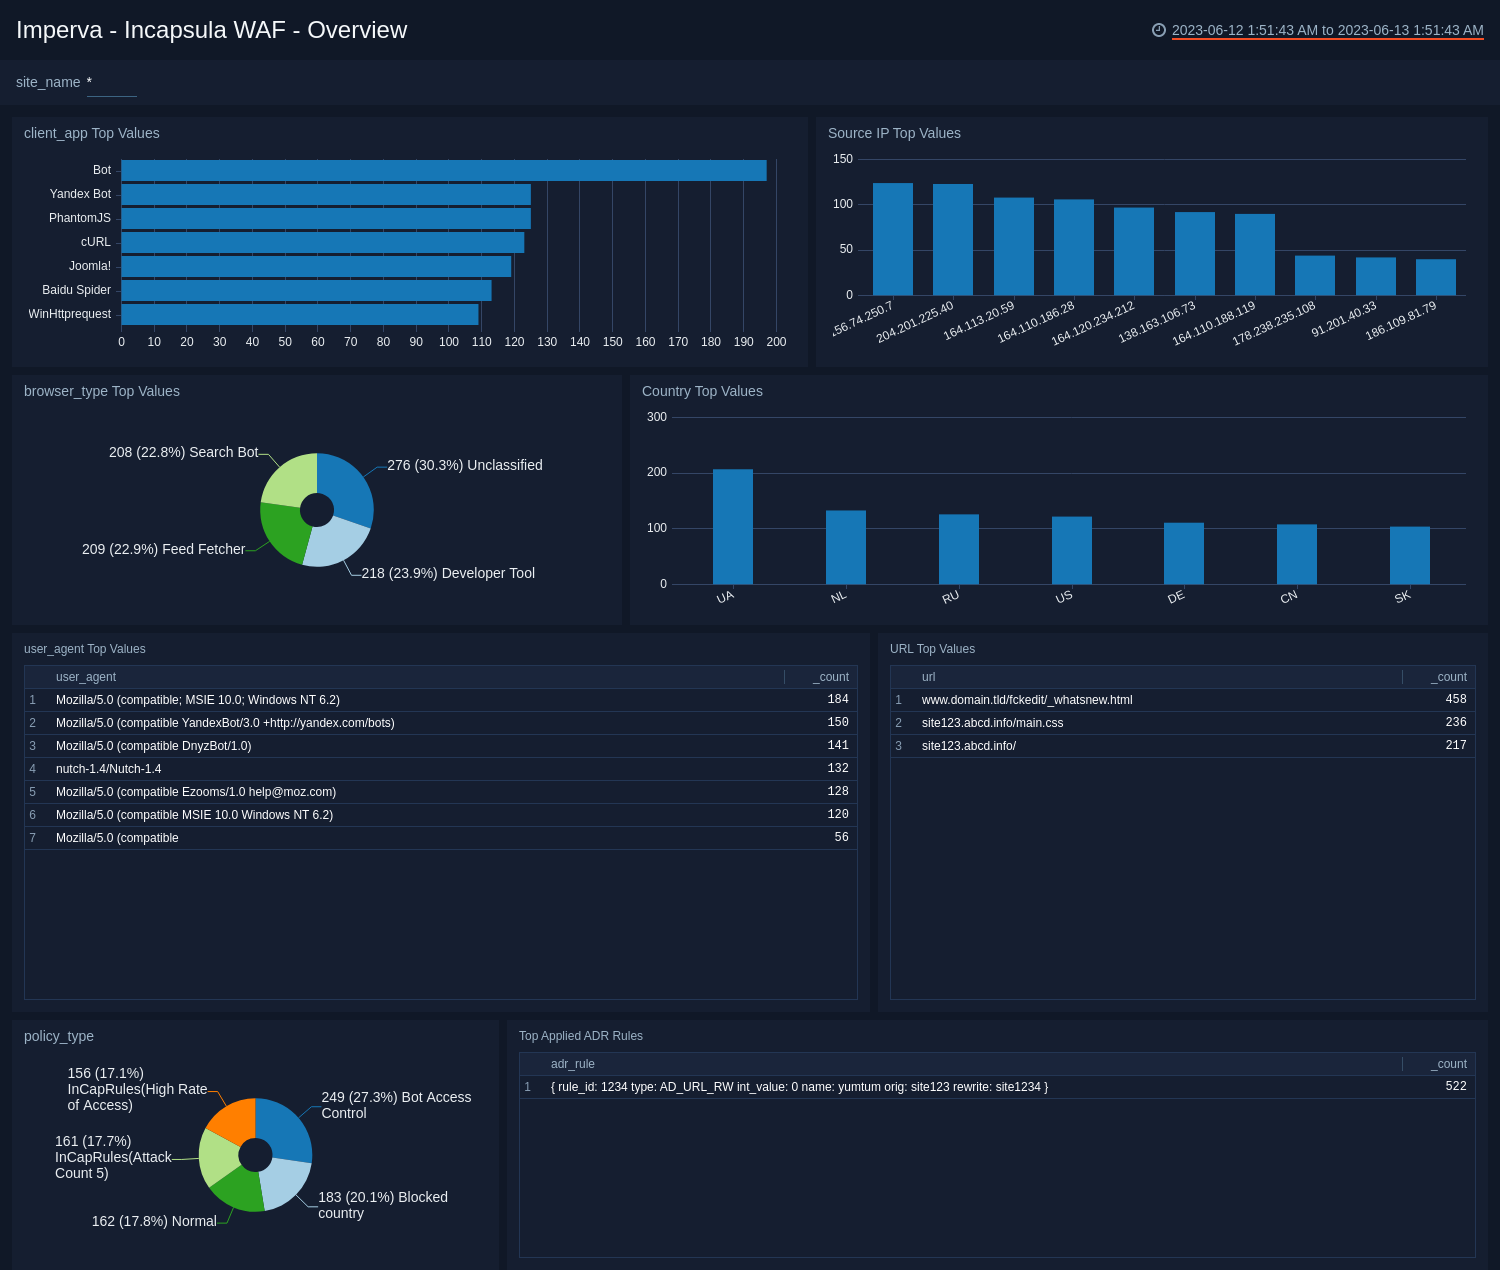 Imperva - Incapsula WAF - Overview
2023-06-12 1:51:43 AM to 2023-06-13 1:51:43 AM
site_name *
client_app Top Values
Bot
Yandex Bot
PhantomJS
cURL
Joomla!
Baidu Spider
WinHttprequest
0 10 20 30 40 50 60 70 80 90 100 110 120 130 140 150 160 170 180 190 200
Source IP Top Values
150
100
50
0
.56.74.250.7 204.201.225.40 164.113.20.59 164.110.186.28 164.120.234.212 138.163.106.73 164.110.188.119 178.238.235.108 91.201.40.33 186.109.81.79
browser_type Top Values
208 (22.8%) Search Bot
276 (30.3%) Unclassified
209 (22.9%) Feed Fetcher
218 (23.9%) Developer Tool
Country Top Values
300
200
100
0
UA NL RU US DE CN SK
user_agent Top Values
user_agent _count
1 Mozilla/5.0 (compatible; MSIE 10.0; Windows NT 6.2) 184
2 Mozilla/5.0 (compatible YandexBot/3.0 +http://yandex.com/bots) 150
3 Mozilla/5.0 (compatible DnyzBot/1.0) 141
4 nutch-1.4/Nutch-1.4 132
5 Mozilla/5.0 (compatible Ezooms/1.0 help@moz.com) 128
6 Mozilla/5.0 (compatible MSIE 10.0 Windows NT 6.2) 120
7 Mozilla/5.0 (compatible 56
URL Top Values
url _count
1 www.domain.tld/fckedit/_whatsnew.html 458
2 site123.abcd.info/main.css 236
3 site123.abcd.info/ 217
policy_type
156 (17.1%)
InCapRules(High Rate
of Access)
249 (27.3%) Bot Access
Control
161 (17.7%)
InCapRules(Attack
Count 5)
183 (20.1%) Blocked
country
162 (17.8%) Normal
Top Applied ADR Rules
adr_rule _count
1 { rule_id: 1234 type: AD_URL_RW int_value: 0 name: yumtum orig: site123 rewrite: site1234 } 522